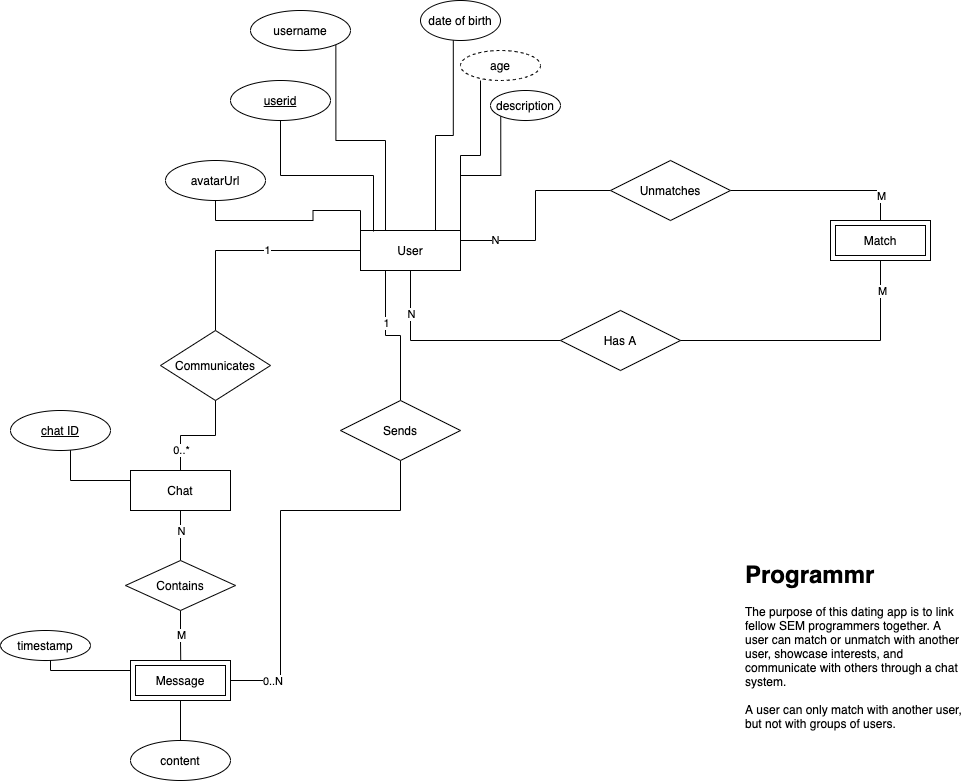 date of birth
username
age
userid
description
avatarUrl
Unmatches
M
N
Match
1
User
M
1
N
Has A
Communicates
chat ID
Sends
0..*
Chat
N
Contains
Programmr
The purpose of this dating app is to link
fellow SEM programmers together. A
user can match or unmatch with another
user, showcase interests, and
communicate with others through a chat
system.
A user can only match with another user,
but not with groups of users.
M
timestamp
Message
0..N
content